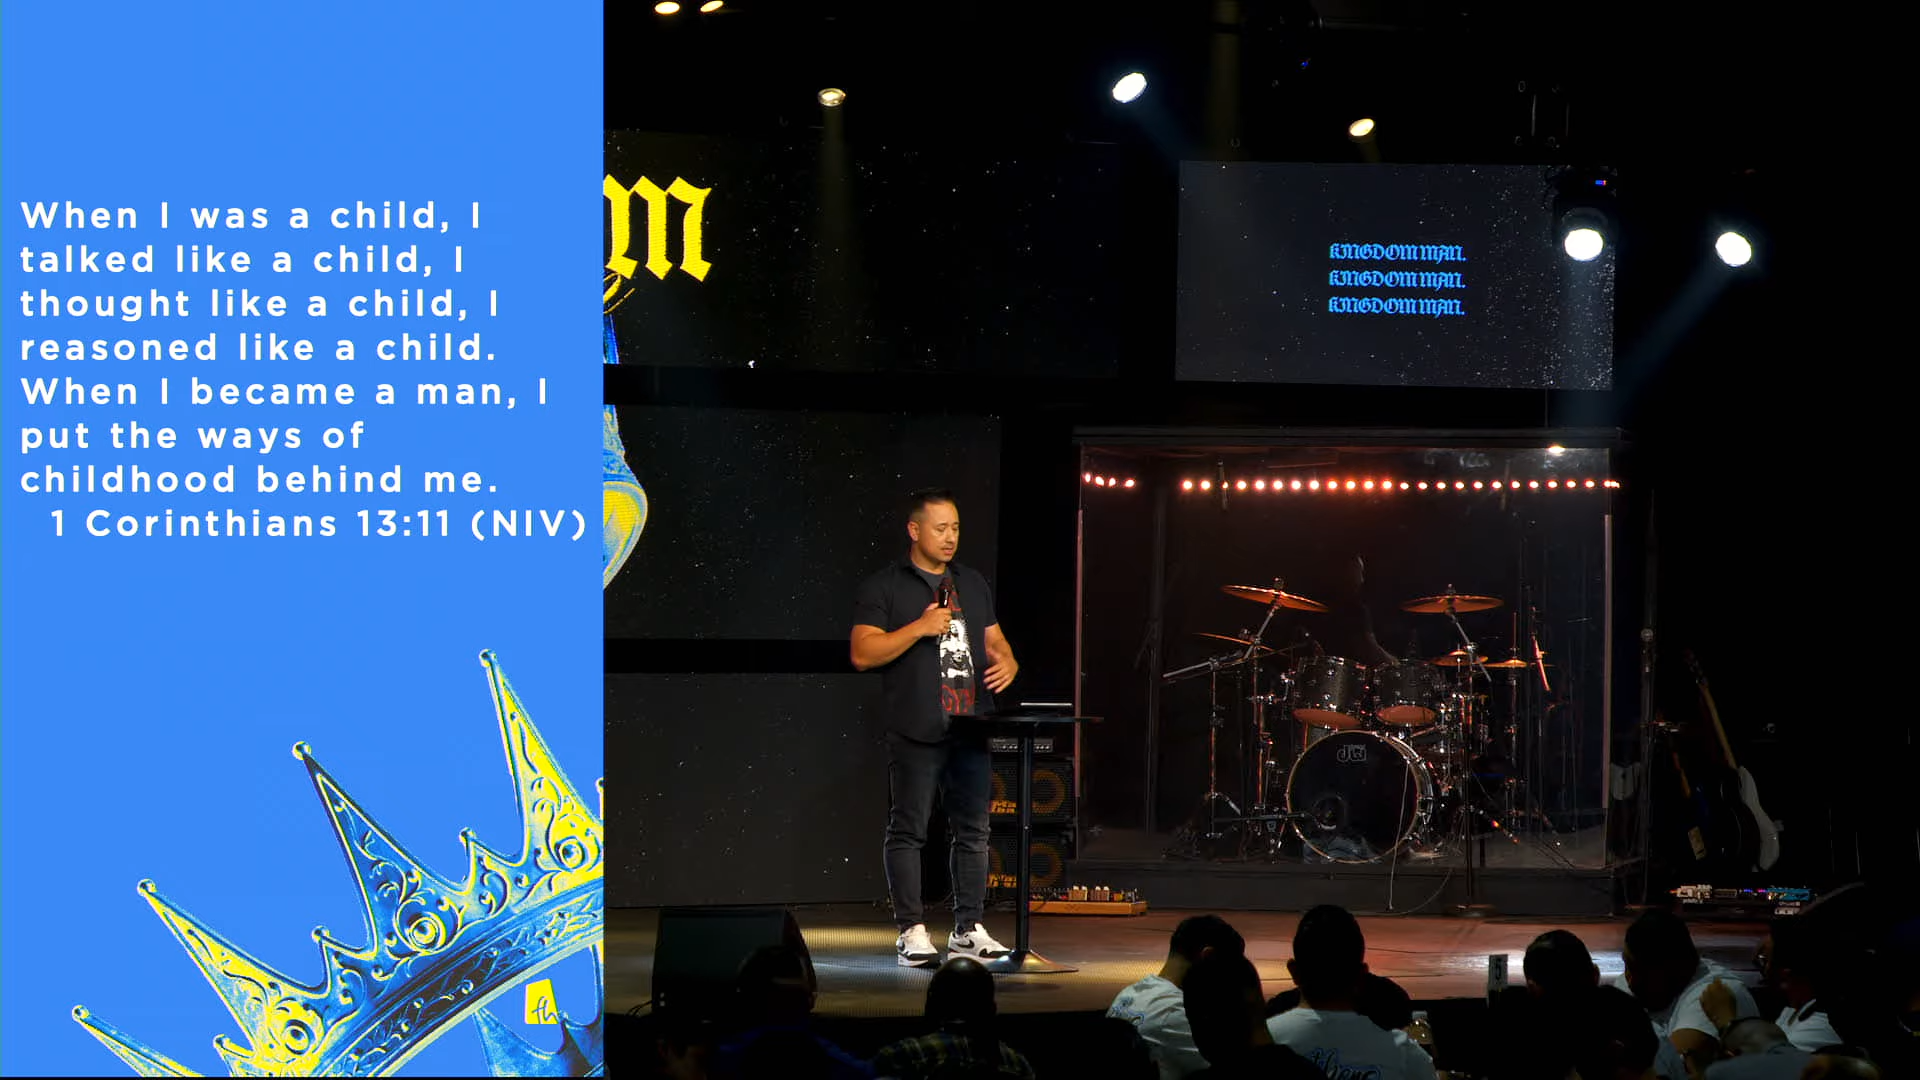 When I was a child, I
talked like a child, I
thought like a child, I
reasoned like a child.
When I became a man, I
put the ways of
childhood behind me.
1 Corinthians 13:11 (NIV)
fh
m
KINGDOM MAN.
KINGDOM MAN.
KINGDOM MAN.
DW